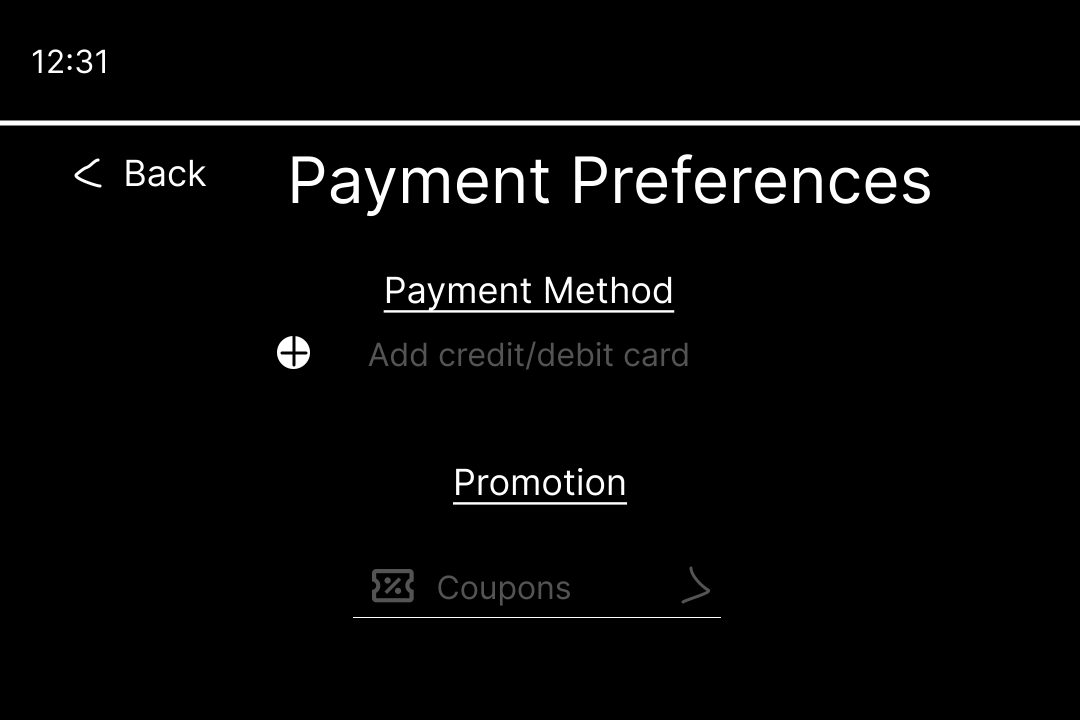 12:31
Back
Payment Preferences
Payment Method
Add credit/debit card
Promotion
Coupons